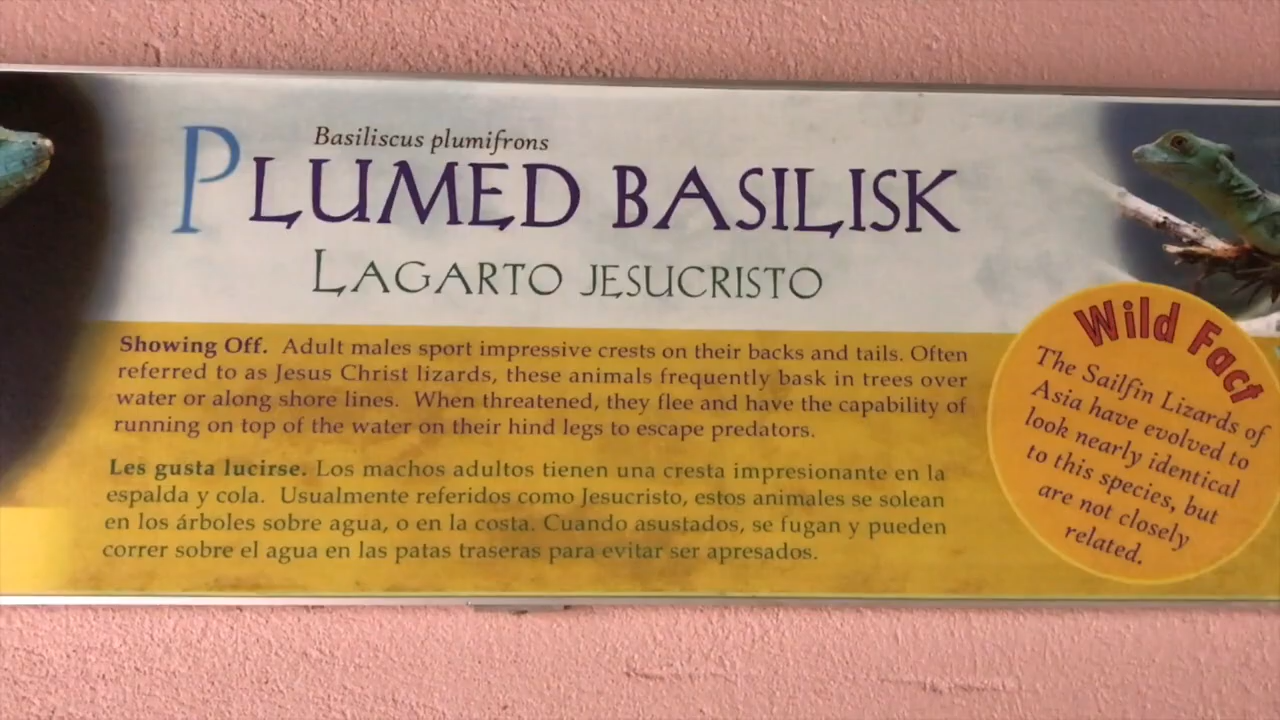 Basiliscus plumifrons
PLUMED BASILISK
LAGARTO JESUCRISTO
Showing Off. Adult males sport impressive crests on their backs and tails. Often
referred to as Jesus Christ lizards, these animals frequently bask in trees over
water or along shore lines. When threatened, they flee and have the capability of
running on top of the water on their hind legs to escape predators.
Les gusta lucirse. Los machos adultos tienen una cresta impresionante en la
espalda y cola. Usualmente referidos como Jesucristo, estos animales se solean
en los árboles sobre agua, o en la costa. Cuando asustados, se fugan y pueden
correr sobre el agua en las patas traseras para evitar ser apresados.
Wild Fact
The Sailfin Lizards of
Asia have evolved to
look nearly identical
to this species, but
are not closely
related.